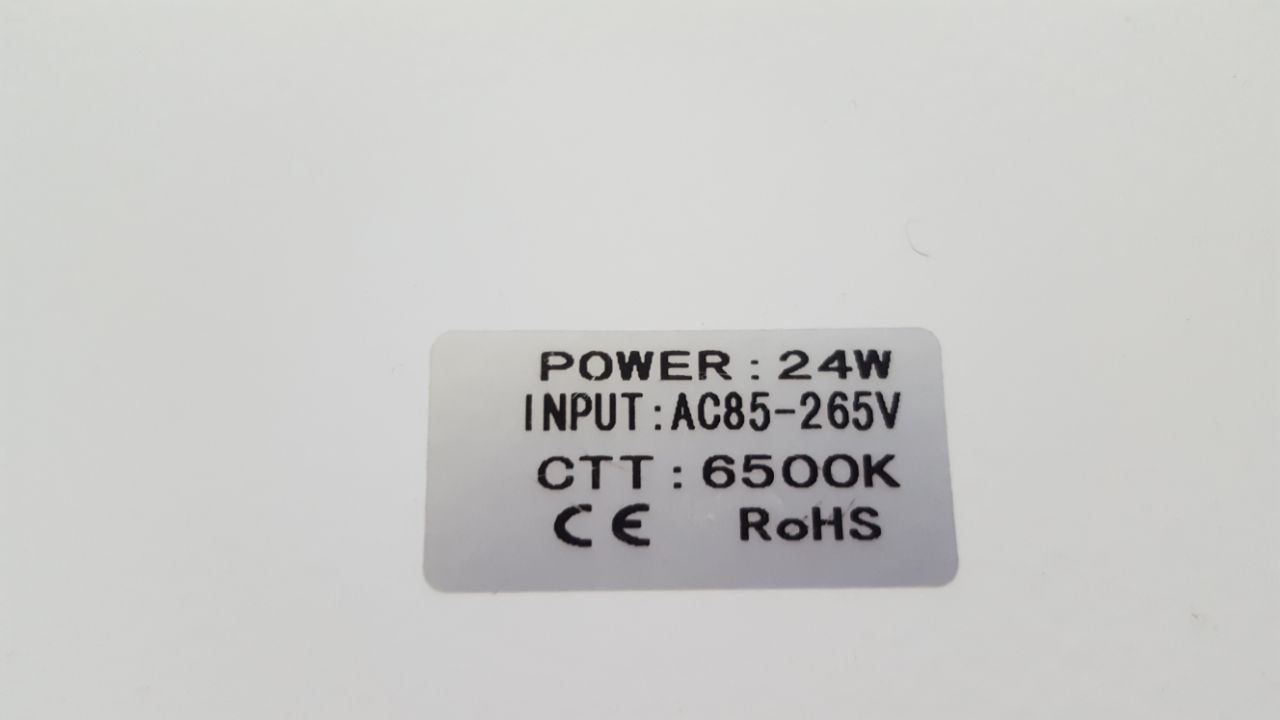 POWER : 24W
INPUT : AC85-265V
CTT : 6500K
CE RoHS